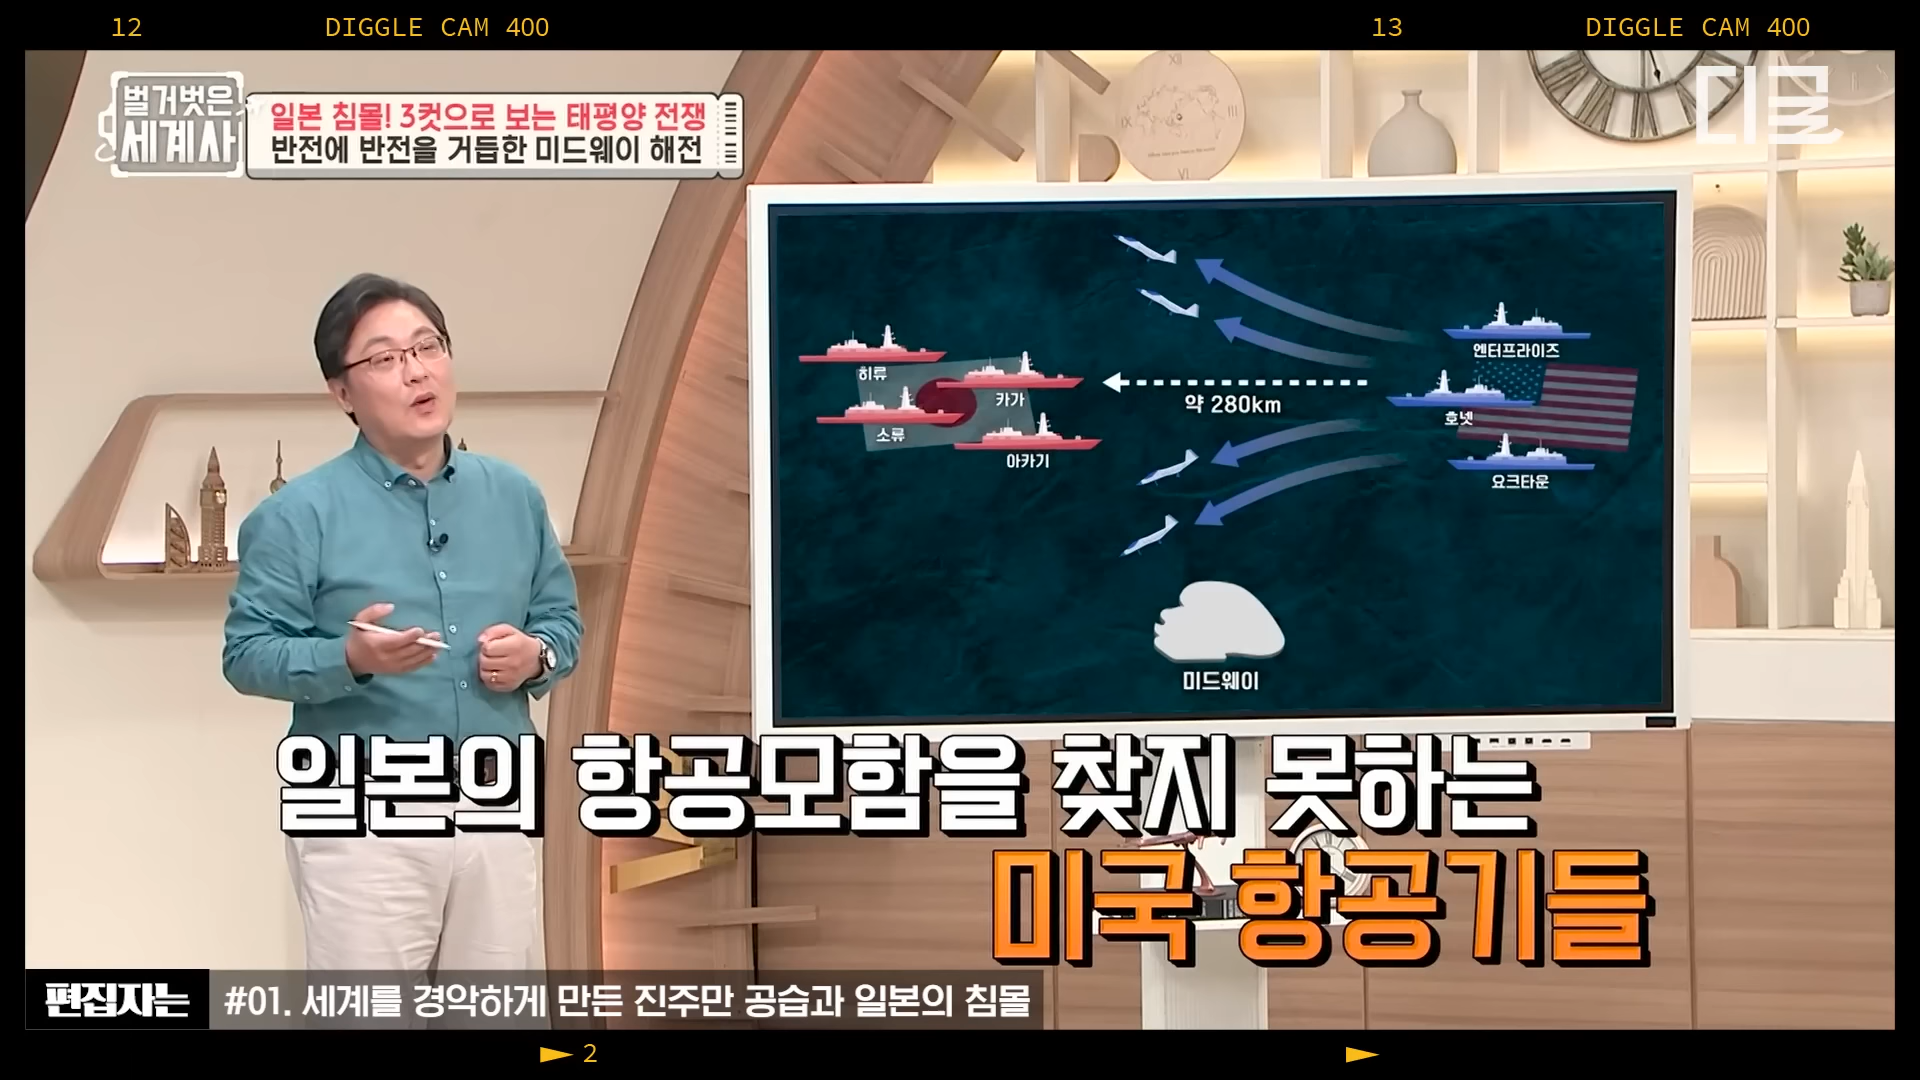 12
DIGGLE CAM 400
13
DIGGLE CAM 400
벌거벗은
세계사
일본 침몰! 3컷으로 보는 태평양 전쟁
반전에 반전을 거듭한 미드웨이 해전
디글
엔터프라이즈
히류
카가
약 280km
호넷
소류
아카기
요크타운
미드웨이
일본의 항공모함을 찾지 못하는
미국 항공기들
편집자는
#01. 세계를 경악하게 만든 진주만 공습과 일본의 침몰
2